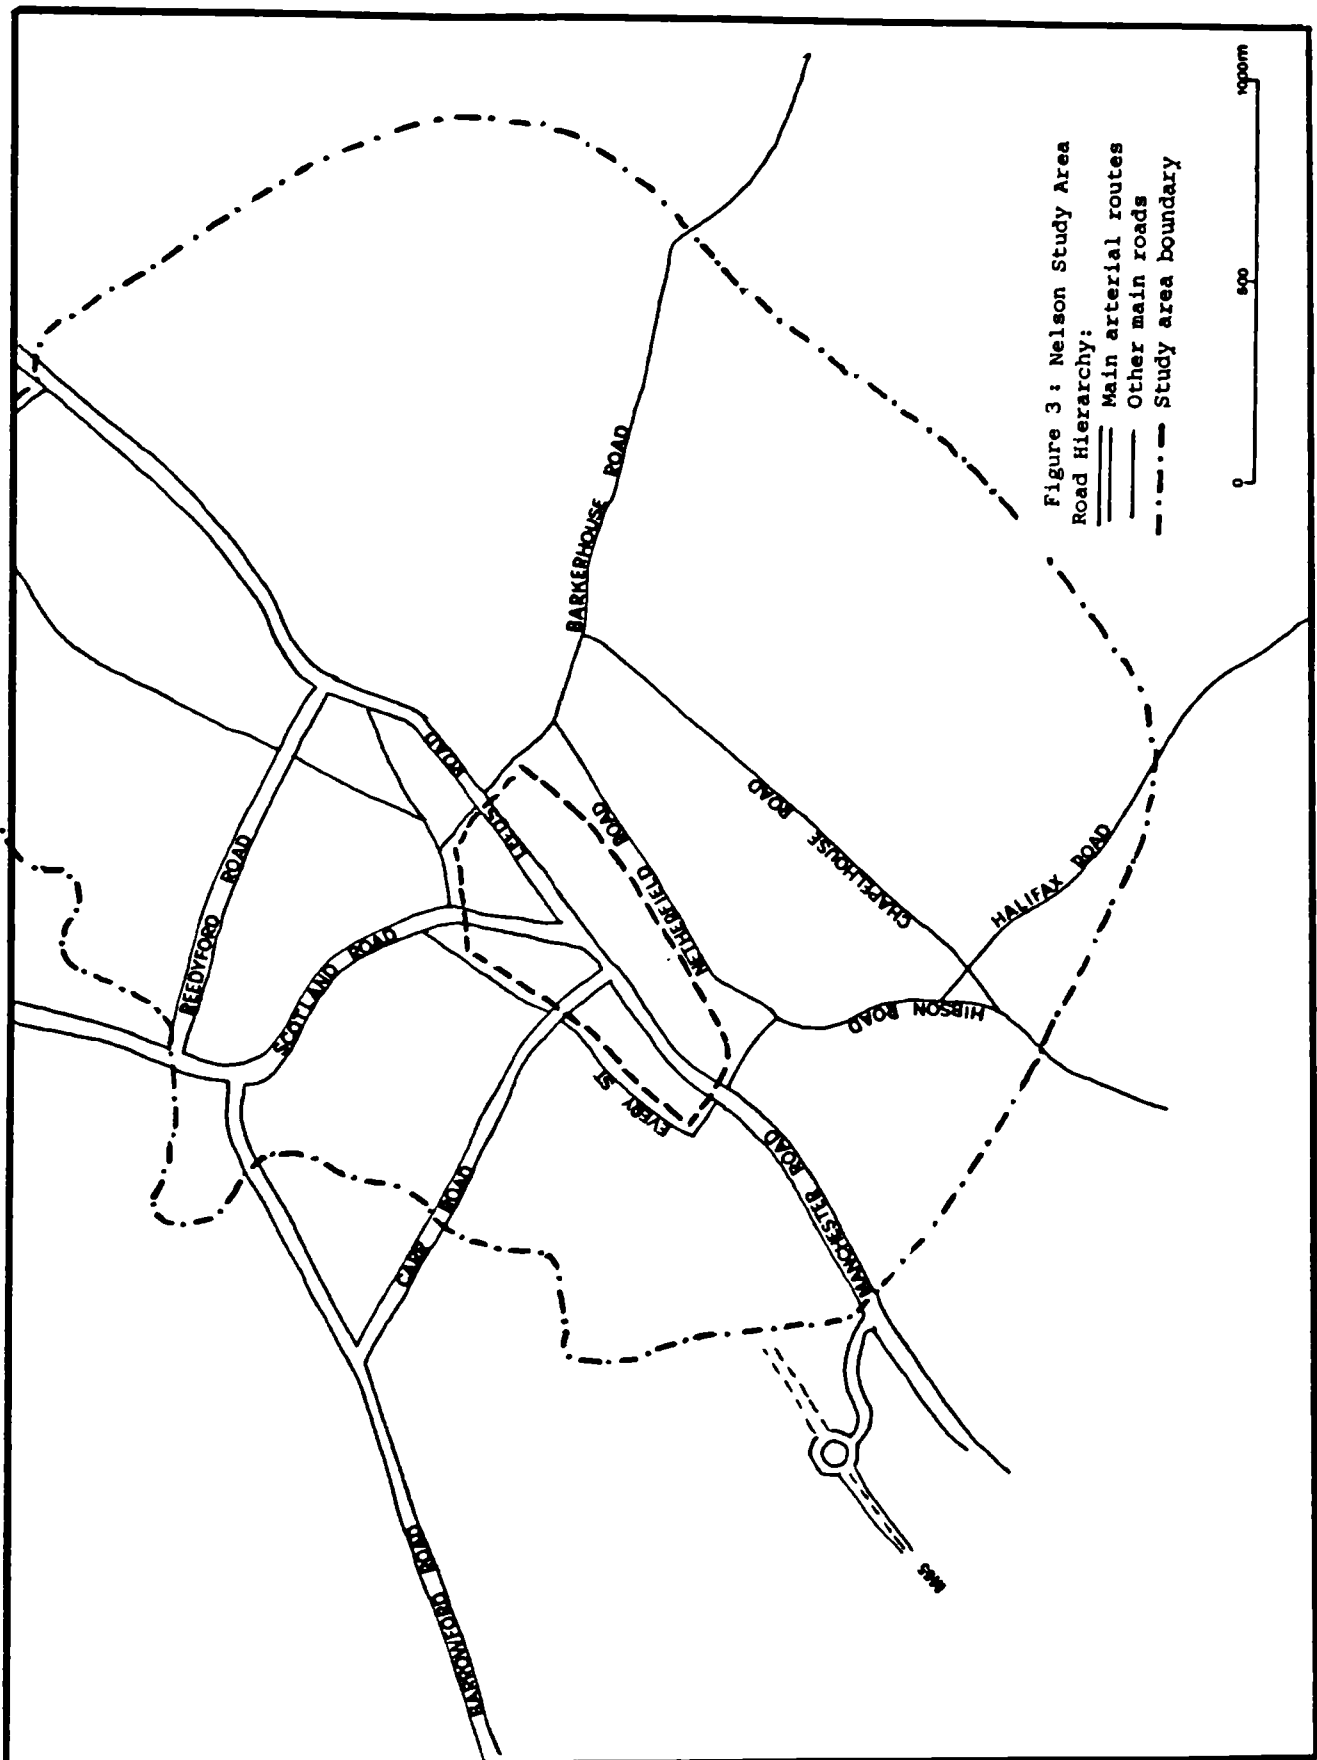 Figure 3 : Nelson Study Area
Road Hierarchy:
Main arterial routes
Other main roads
Study area boundary
0 500 1000m
BARKERHOUSE ROAD
LEEDS ROAD
REEDYFORD ROAD
SCOTLAND ROAD
NETHERFIELD ROAD
CHAPELHOUSE ROAD
HALIFAX ROAD
HIBSON ROAD
EVERY ST
CARR ROAD
MANCHESTER ROAD
BARROWFORD ROAD
M65